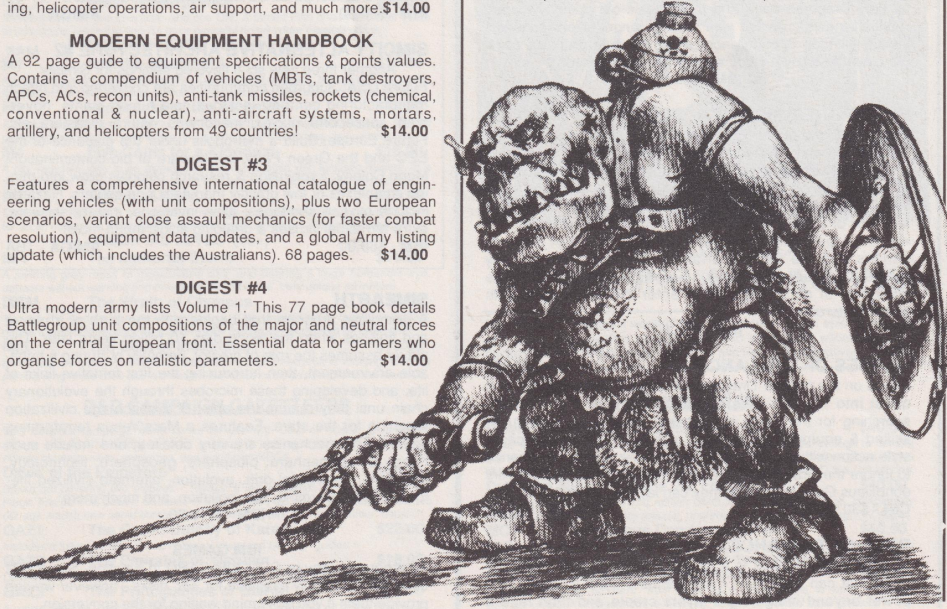 ing, helicopter operations, air support, and much more.$14.00
MODERN EQUIPMENT HANDBOOK
A 92 page guide to equipment specifications & points values.
Contains a compendium of vehicles (MBTs, tank destroyers,
APCs, ACs, recon units), anti-tank missiles, rockets (chemical,
conventional & nuclear), anti-aircraft systems, mortars,
artillery, and helicopters from 49 countries! $14.00
DIGEST #3
Features a comprehensive international catalogue of engin-
eering vehicles (with unit compositions), plus two European
scenarios, variant close assault mechanics (for faster combat
resolution), equipment data updates, and a global Army listing
update (which includes the Australians). 68 pages. $14.00
DIGEST #4
Ultra modern army lists Volume 1. This 77 page book details
Battlegroup unit compositions of the major and neutral forces
on the central European front. Essential data for gamers who
organise forces on realistic parameters. $14.00